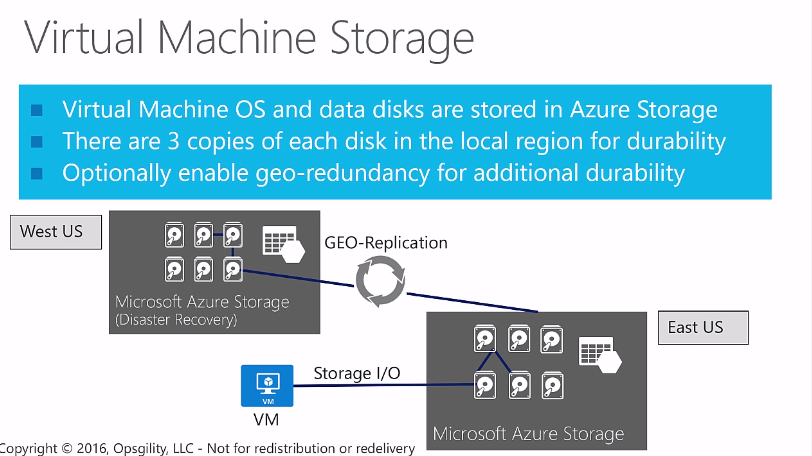 Virtual Machine Storage
Virtual Machine OS and data disks are stored in Azure Storage
There are 3 copies of each disk in the local region for durability
Optionally enable geo-redundancy for additional durability
West US
GEO-Replication
Microsoft Azure Storage
(Disaster Recovery)
East US
Storage I/O
VM
VM
Microsoft Azure Storage
Copyright © 2016, Opsgility, LLC - Not for redistribution or redelivery